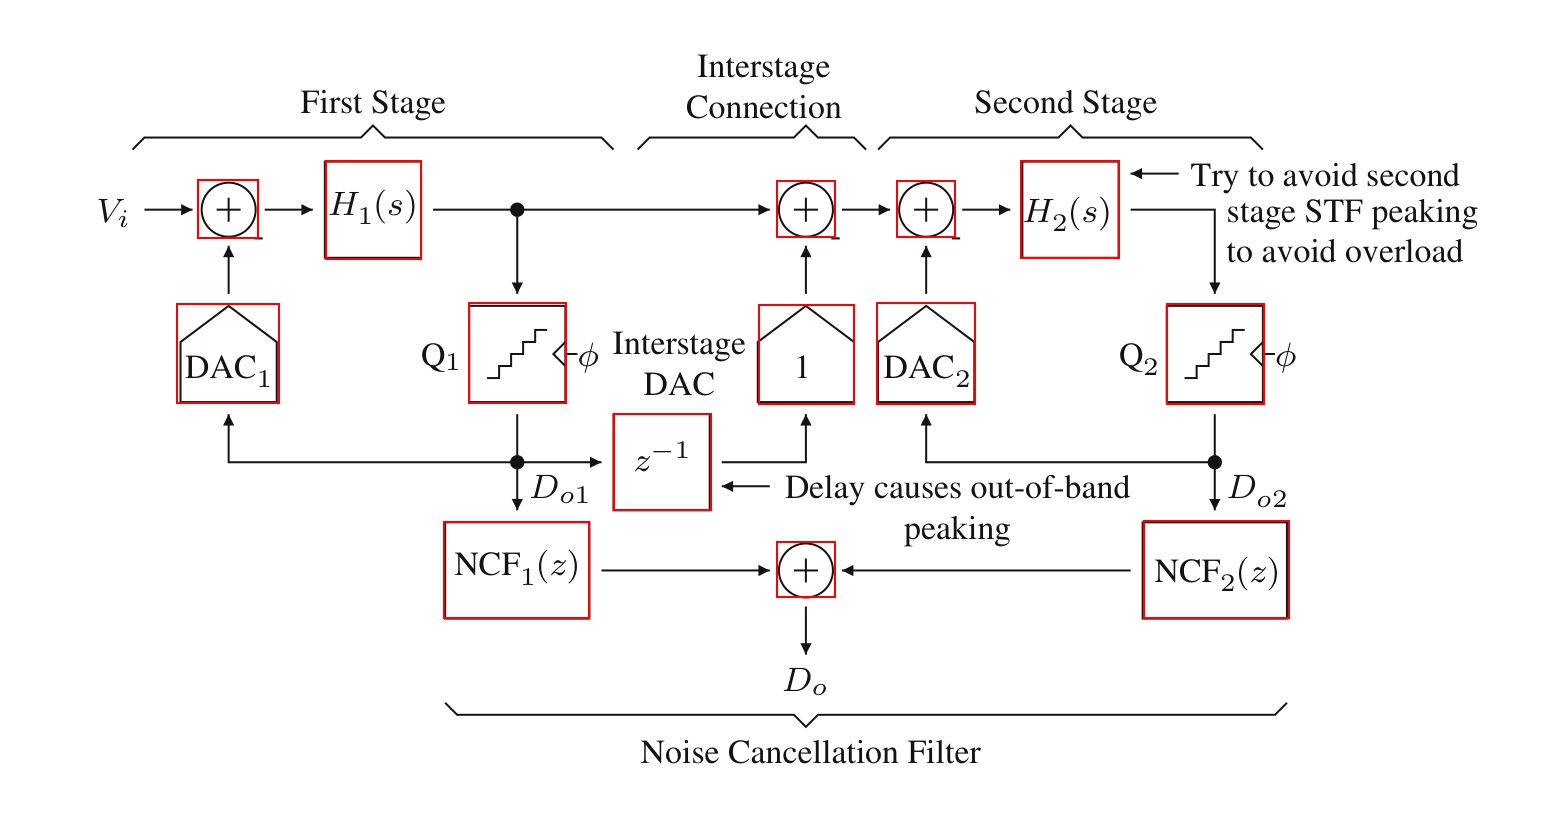 Interstage
First Stage
Connection
Second Stage
V_i
+
H_1(s)
+
+
H_2(s)
Try to avoid second
stage STF peaking
to avoid overload
-
-
-
DAC_1
Q_1
ϕ
Interstage
DAC
1
DAC_2
Q_2
ϕ
z^{-1}
D_{o1}
Delay causes out-of-band
peaking
D_{o2}
NCF_1(z)
+
NCF_2(z)
D_o
Noise Cancellation Filter